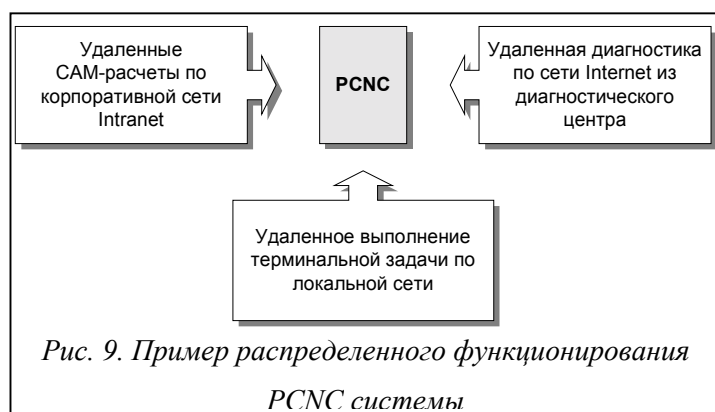 Удаленные
CAM-расчеты по
корпоративной сети
Intranet
PCNC
Удаленная диагностика
по сети Internet из
диагностического
центра
Удаленное выполнение
терминальной задачи по
локальной сети
Рис. 9. Пример распределенного функционирования
PCNC системы